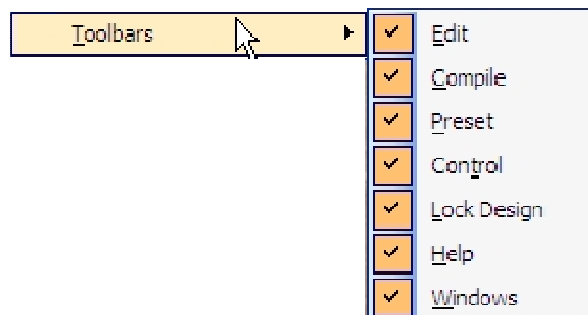 Toolbars
Edit
Compile
Preset
Control
Lock Design
Help
Windows